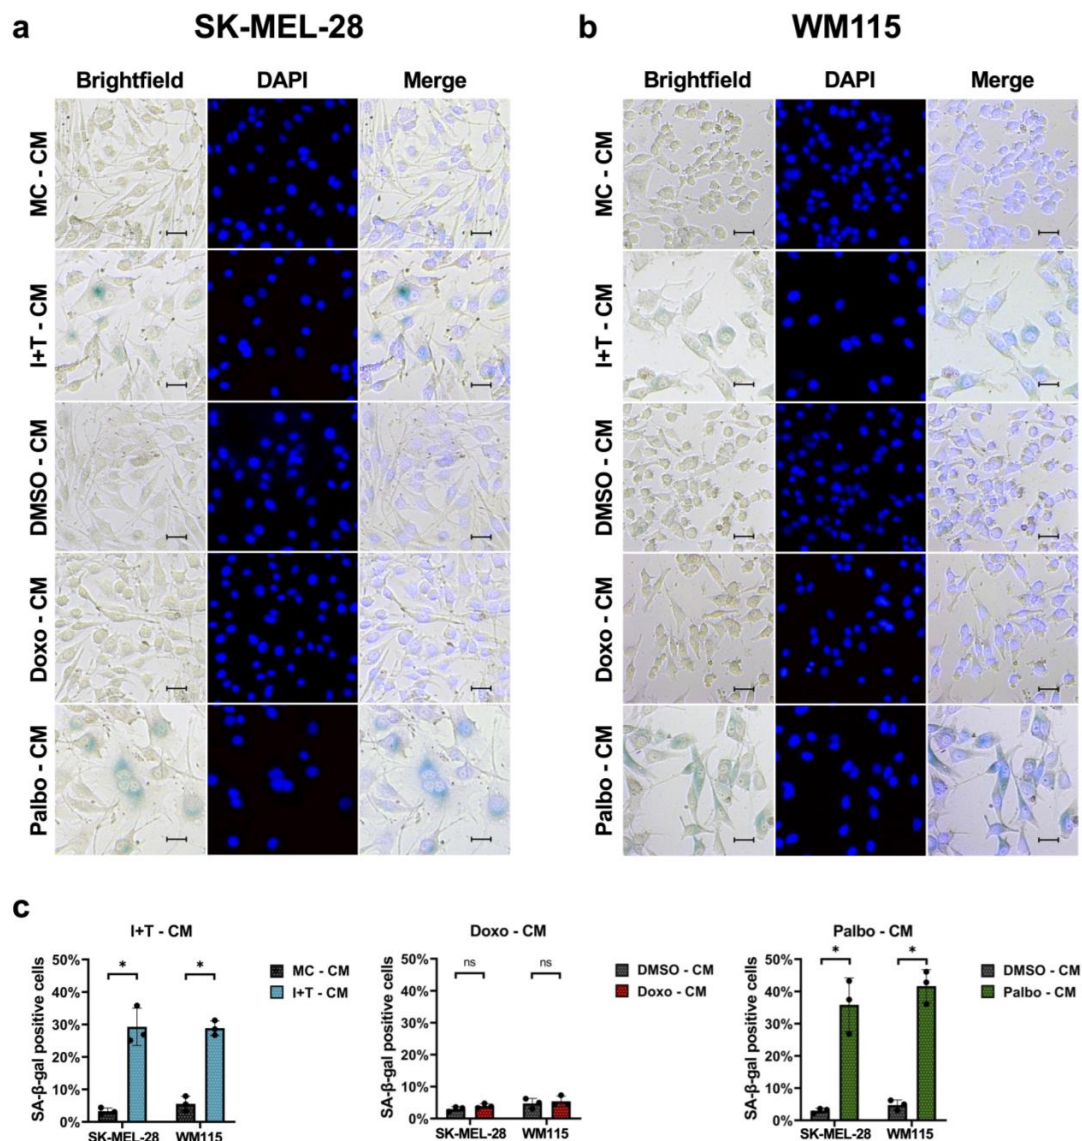 a SK-MEL-28
Brightfield DAPI Merge
MC - CM
I+T - CM
DMSO - CM
Doxo - CM
Palbo - CM
b WM115
Brightfield DAPI Merge
MC - CM
I+T - CM
DMSO - CM
Doxo - CM
Palbo - CM
c
I+T - CM
SA-β-gal positive cells
50%
40%
30%
20%
10%
0%
* *
SK-MEL-28 WM115
MC - CM
I+T - CM
Doxo - CM
SA-β-gal positive cells
50%
40%
30%
20%
10%
0%
ns ns
SK-MEL-28 WM115
DMSO - CM
Doxo - CM
Palbo - CM
SA-β-gal positive cells
50%
40%
30%
20%
10%
0%
* *
SK-MEL-28 WM115
DMSO - CM
Palbo - CM